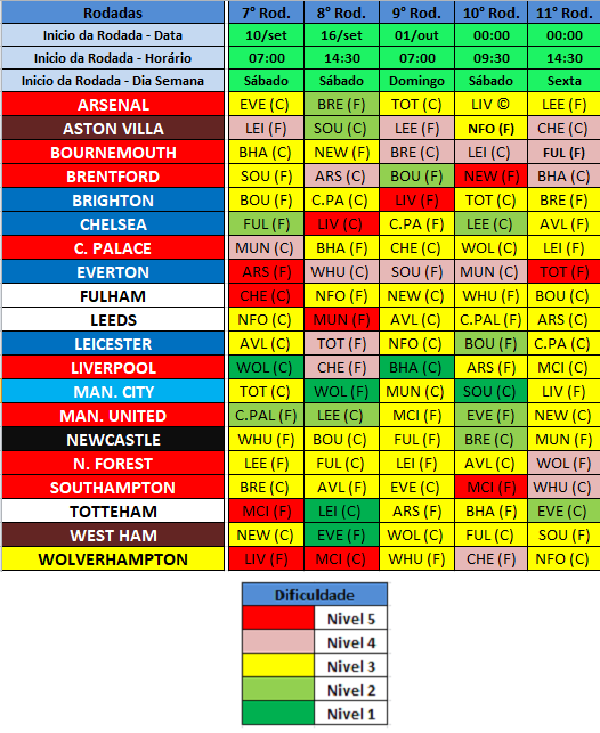 Rodadas 7° Rod. 8° Rod. 9° Rod. 10° Rod. 11° Rod.
Inicio da Rodada - Data 10/set 16/set 01/out 00:00 00:00
Inicio da Rodada - Horário 07:00 14:30 07:00 09:30 14:30
Inicio da Rodada - Dia Semana Sábado Sábado Domingo Sábado Sexta
ARSENAL EVE (C) BRE (F) TOT (C) LIV © LEE (F)
ASTON VILLA LEI (F) SOU (C) LEE (F) NFO (F) CHE (C)
BOURNEMOUTH BHA (C) NEW (F) BRE (C) LEI (C) FUL (F)
BRENTFORD SOU (F) ARS (C) BOU (F) NEW (F) BHA (C)
BRIGHTON BOU (F) C.PA (C) LIV (F) TOT (C) BRE (F)
CHELSEA FUL (F) LIV (C) C.PA (F) LEE (C) AVL (F)
C. PALACE MUN (C) BHA (F) CHE (C) WOL (C) LEI (F)
EVERTON ARS (F) WHU (C) SOU (F) MUN (C) TOT (F)
FULHAM CHE (C) NFO (F) NEW (C) WHU (F) BOU (C)
LEEDS NFO (C) MUN (F) AVL (C) C.PAL (F) ARS (C)
LEICESTER AVL (C) TOT (F) NFO (C) BOU (F) C.PA (C)
LIVERPOOL WOL (C) CHE (F) BHA (C) ARS (F) MCI (C)
MAN. CITY TOT (C) WOL (F) MUN (C) SOU (C) LIV (F)
MAN. UNITED C.PAL (F) LEE (C) MCI (F) EVE (F) NEW (C)
NEWCASTLE WHU (F) BOU (C) FUL (F) BRE (C) MUN (F)
N. FOREST LEE (F) FUL (C) LEI (F) AVL (C) WOL (F)
SOUTHAMPTON BRE (C) AVL (F) EVE (C) MCI (F) WHU (C)
TOTTEHAM MCI (F) LEI (C) ARS (F) BHA (F) EVE (C)
WEST HAM NEW (C) EVE (F) WOL (C) FUL (C) SOU (F)
WOLVERHAMPTON LIV (F) MCI (C) WHU (F) CHE (F) NFO (C)
Dificuldade
Nivel 5
Nivel 4
Nivel 3
Nivel 2
Nivel 1